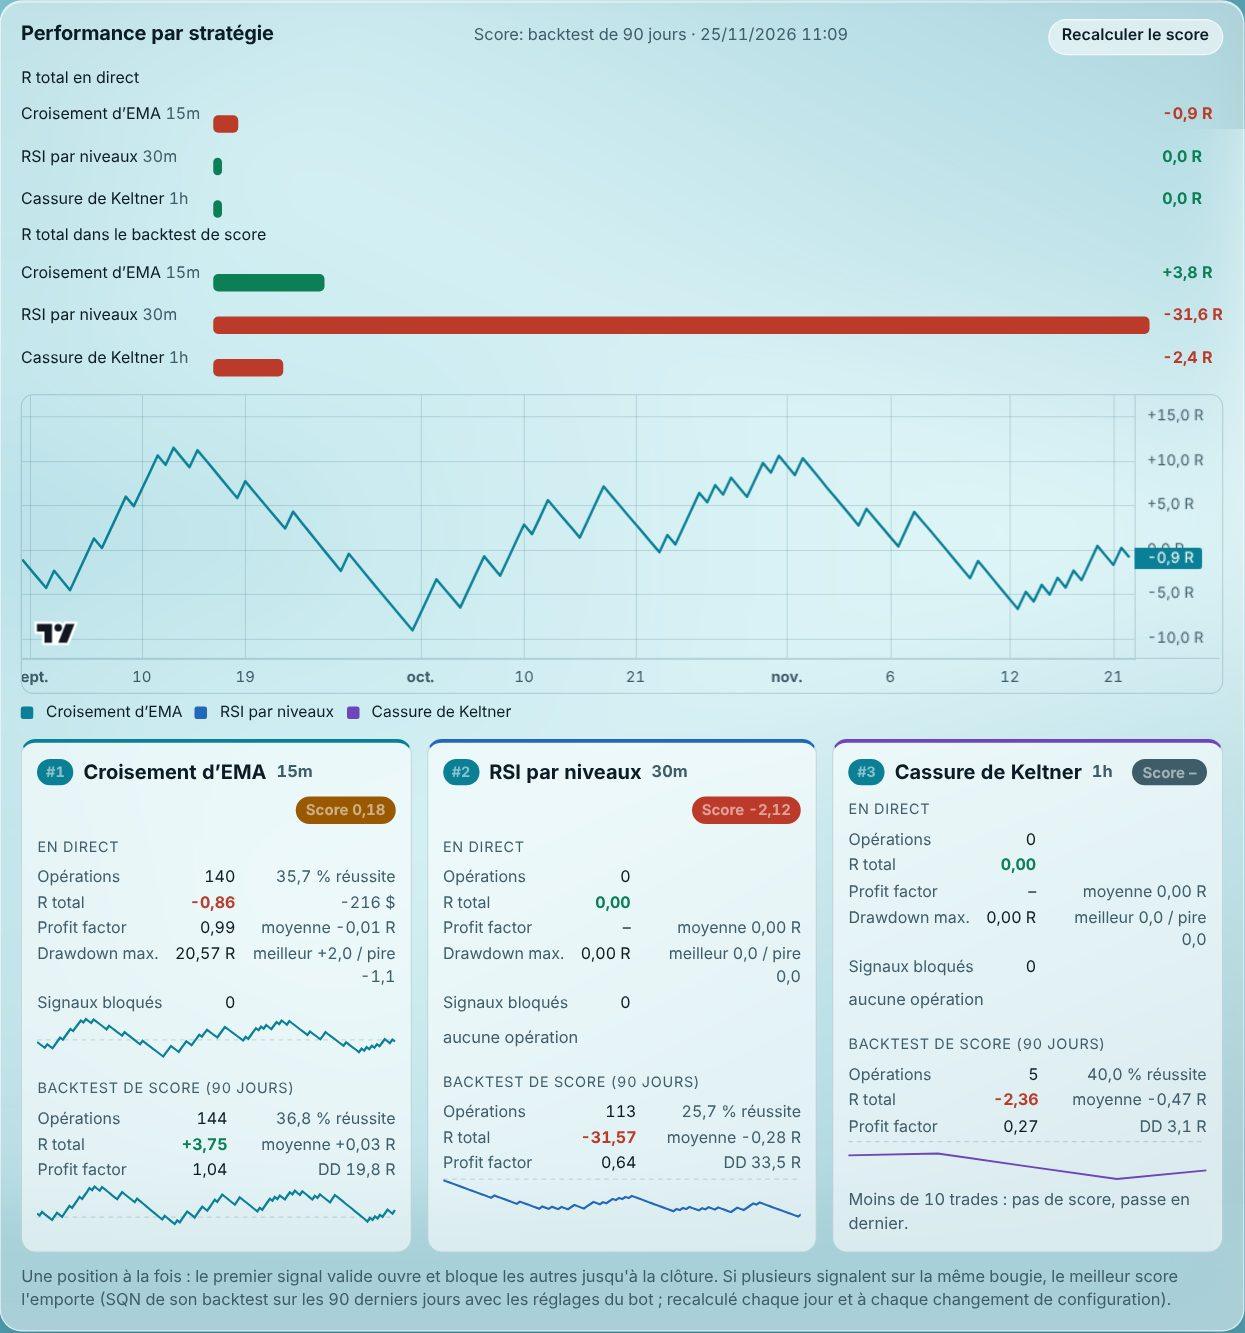 Performance par stratégie
Score: backtest de 90 jours · 25/11/2026 11:09
Recalculer le score
R total en direct
Croisement d’EMA 15m -0,9 R
RSI par niveaux 30m 0,0 R
Cassure de Keltner 1h 0,0 R
R total dans le backtest de score
Croisement d’EMA 15m +3,8 R
RSI par niveaux 30m -31,6 R
Cassure de Keltner 1h -2,4 R
+15,0 R
+10,0 R
+5,0 R
-0,9 R
-5,0 R
-10,0 R
ept. 10 19 oct. 10 21 nov. 6 12 21
Croisement d’EMA RSI par niveaux Cassure de Keltner
#1 Croisement d’EMA 15m
Score 0,18
EN DIRECT
Opérations 140 35,7 % réussite
R total -0,86 -216 $
Profit factor 0,99 moyenne -0,01 R
Drawdown max. 20,57 R meilleur +2,0 / pire
-1,1
Signaux bloqués 0
BACKTEST DE SCORE (90 JOURS)
Opérations 144 36,8 % réussite
R total +3,75 moyenne +0,03 R
Profit factor 1,04 DD 19,8 R
#2 RSI par niveaux 30m
Score -2,12
EN DIRECT
Opérations 0
R total 0,00
Profit factor – moyenne 0,00 R
Drawdown max. 0,00 R meilleur 0,0 / pire
0,0
Signaux bloqués 0
aucune opération
BACKTEST DE SCORE (90 JOURS)
Opérations 113 25,7 % réussite
R total -31,57 moyenne -0,28 R
Profit factor 0,64 DD 33,5 R
#3 Cassure de Keltner 1h Score –
EN DIRECT
Opérations 0
R total 0,00
Profit factor – moyenne 0,00 R
Drawdown max. 0,00 R meilleur 0,0 / pire
0,0
Signaux bloqués 0
aucune opération
BACKTEST DE SCORE (90 JOURS)
Opérations 5 40,0 % réussite
R total -2,36 moyenne -0,47 R
Profit factor 0,27 DD 3,1 R
Moins de 10 trades : pas de score, passe en
dernier.
Une position à la fois : le premier signal valide ouvre et bloque les autres jusqu'à la clôture. Si plusieurs signalent sur la même bougie, le meilleur score
l'emporte (SQN de son backtest sur les 90 derniers jours avec les réglages du bot ; recalculé chaque jour et à chaque changement de configuration).